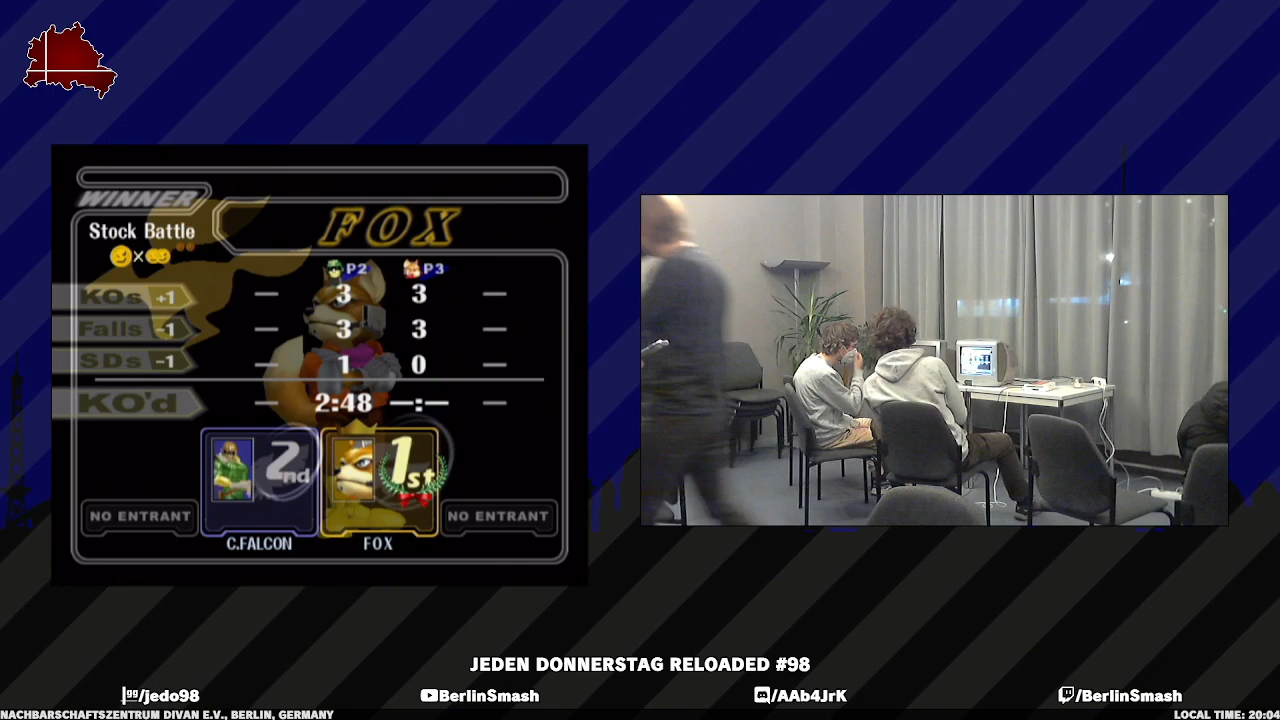 WINNER
FOX
Stock Battle
×
P2 P3
KOs +1 — 3 3 —
Falls -1 — 3 3 —
SDs -1 — 1 0 —
KO'd — 2:48 —:— —
2nd 1st
NO ENTRANT
NO ENTRANT
C.FALCON FOX
JEDEN DONNERSTAG RELOADED #98
gg/jedo98
BerlinSmash
/AAb4JrK
/BerlinSmash
NACHBARSCHAFTSZENTRUM DIVAN E.V., BERLIN, GERMANY
LOCAL TIME: 20:04